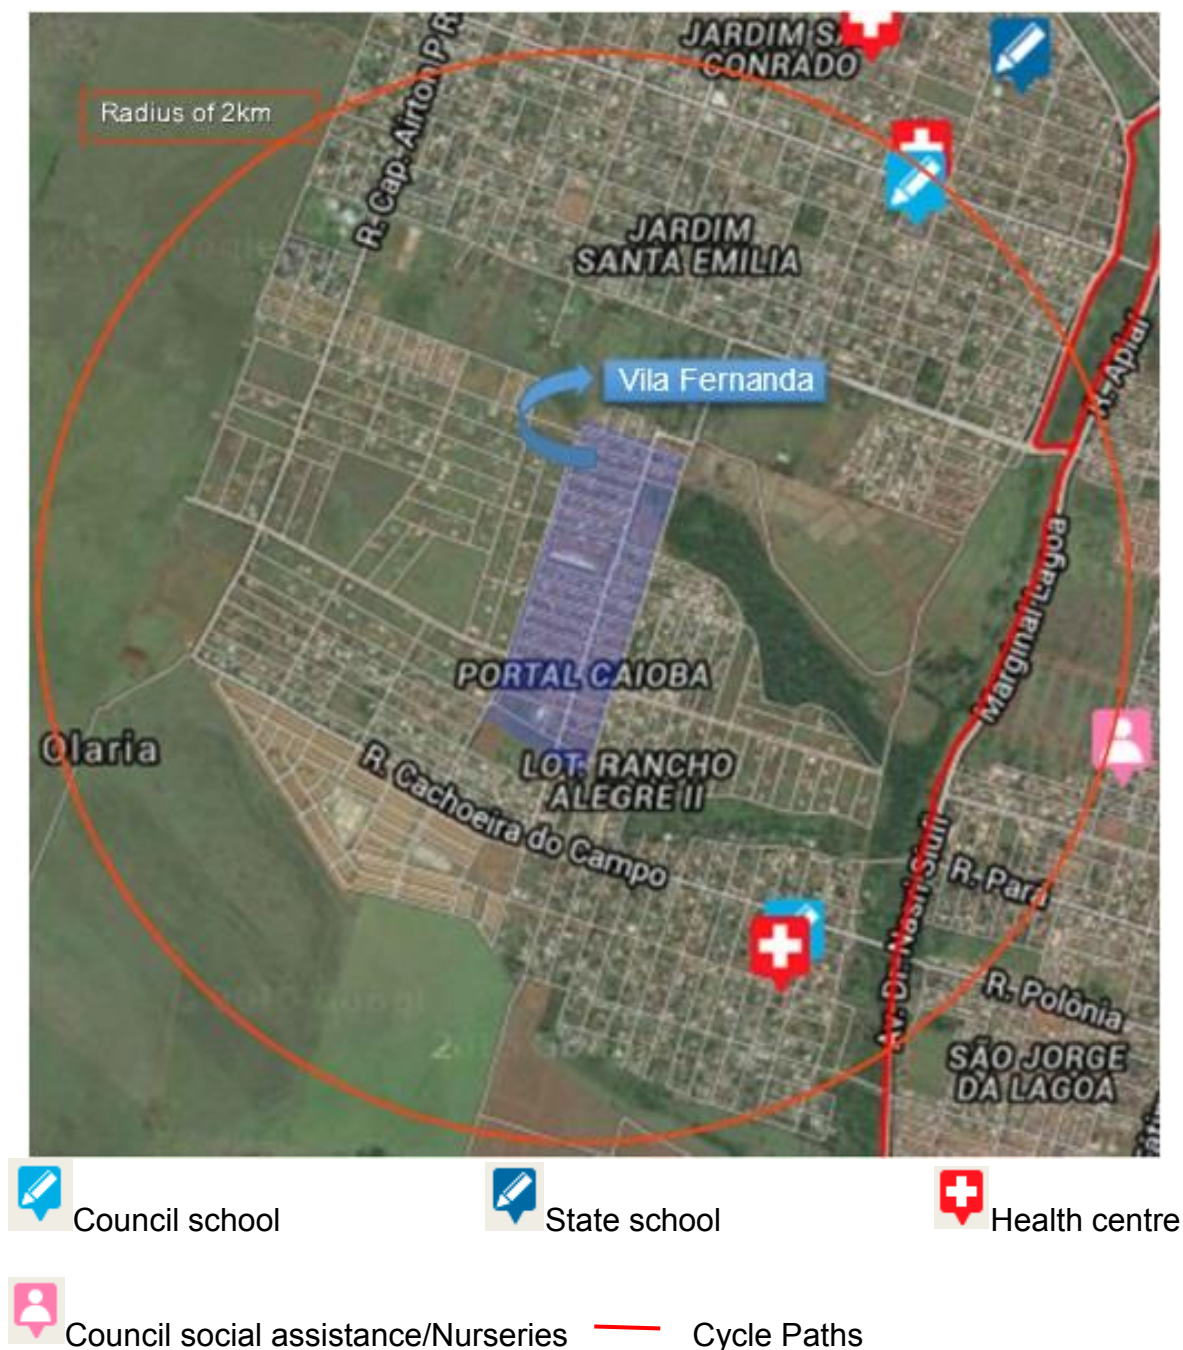 JARDIM SA
CONRADO
Radius of 2km
R. Cap. Airton P R
JARDIM
SANTA EMILIA
R. Apiaí
Vila Fernanda
Marginal Lagoa
PORTAL CAIOBA
Olaria
LOT. RANCHO
ALEGRE II
R. Cachoeira do Campo
Av. Dr. Nasri Siufi
R. Pará
R. Polônia
SÃO JORGE
DA LAGOA
Council school
State school
Health centre
Council social assistance/Nurseries
Cycle Paths